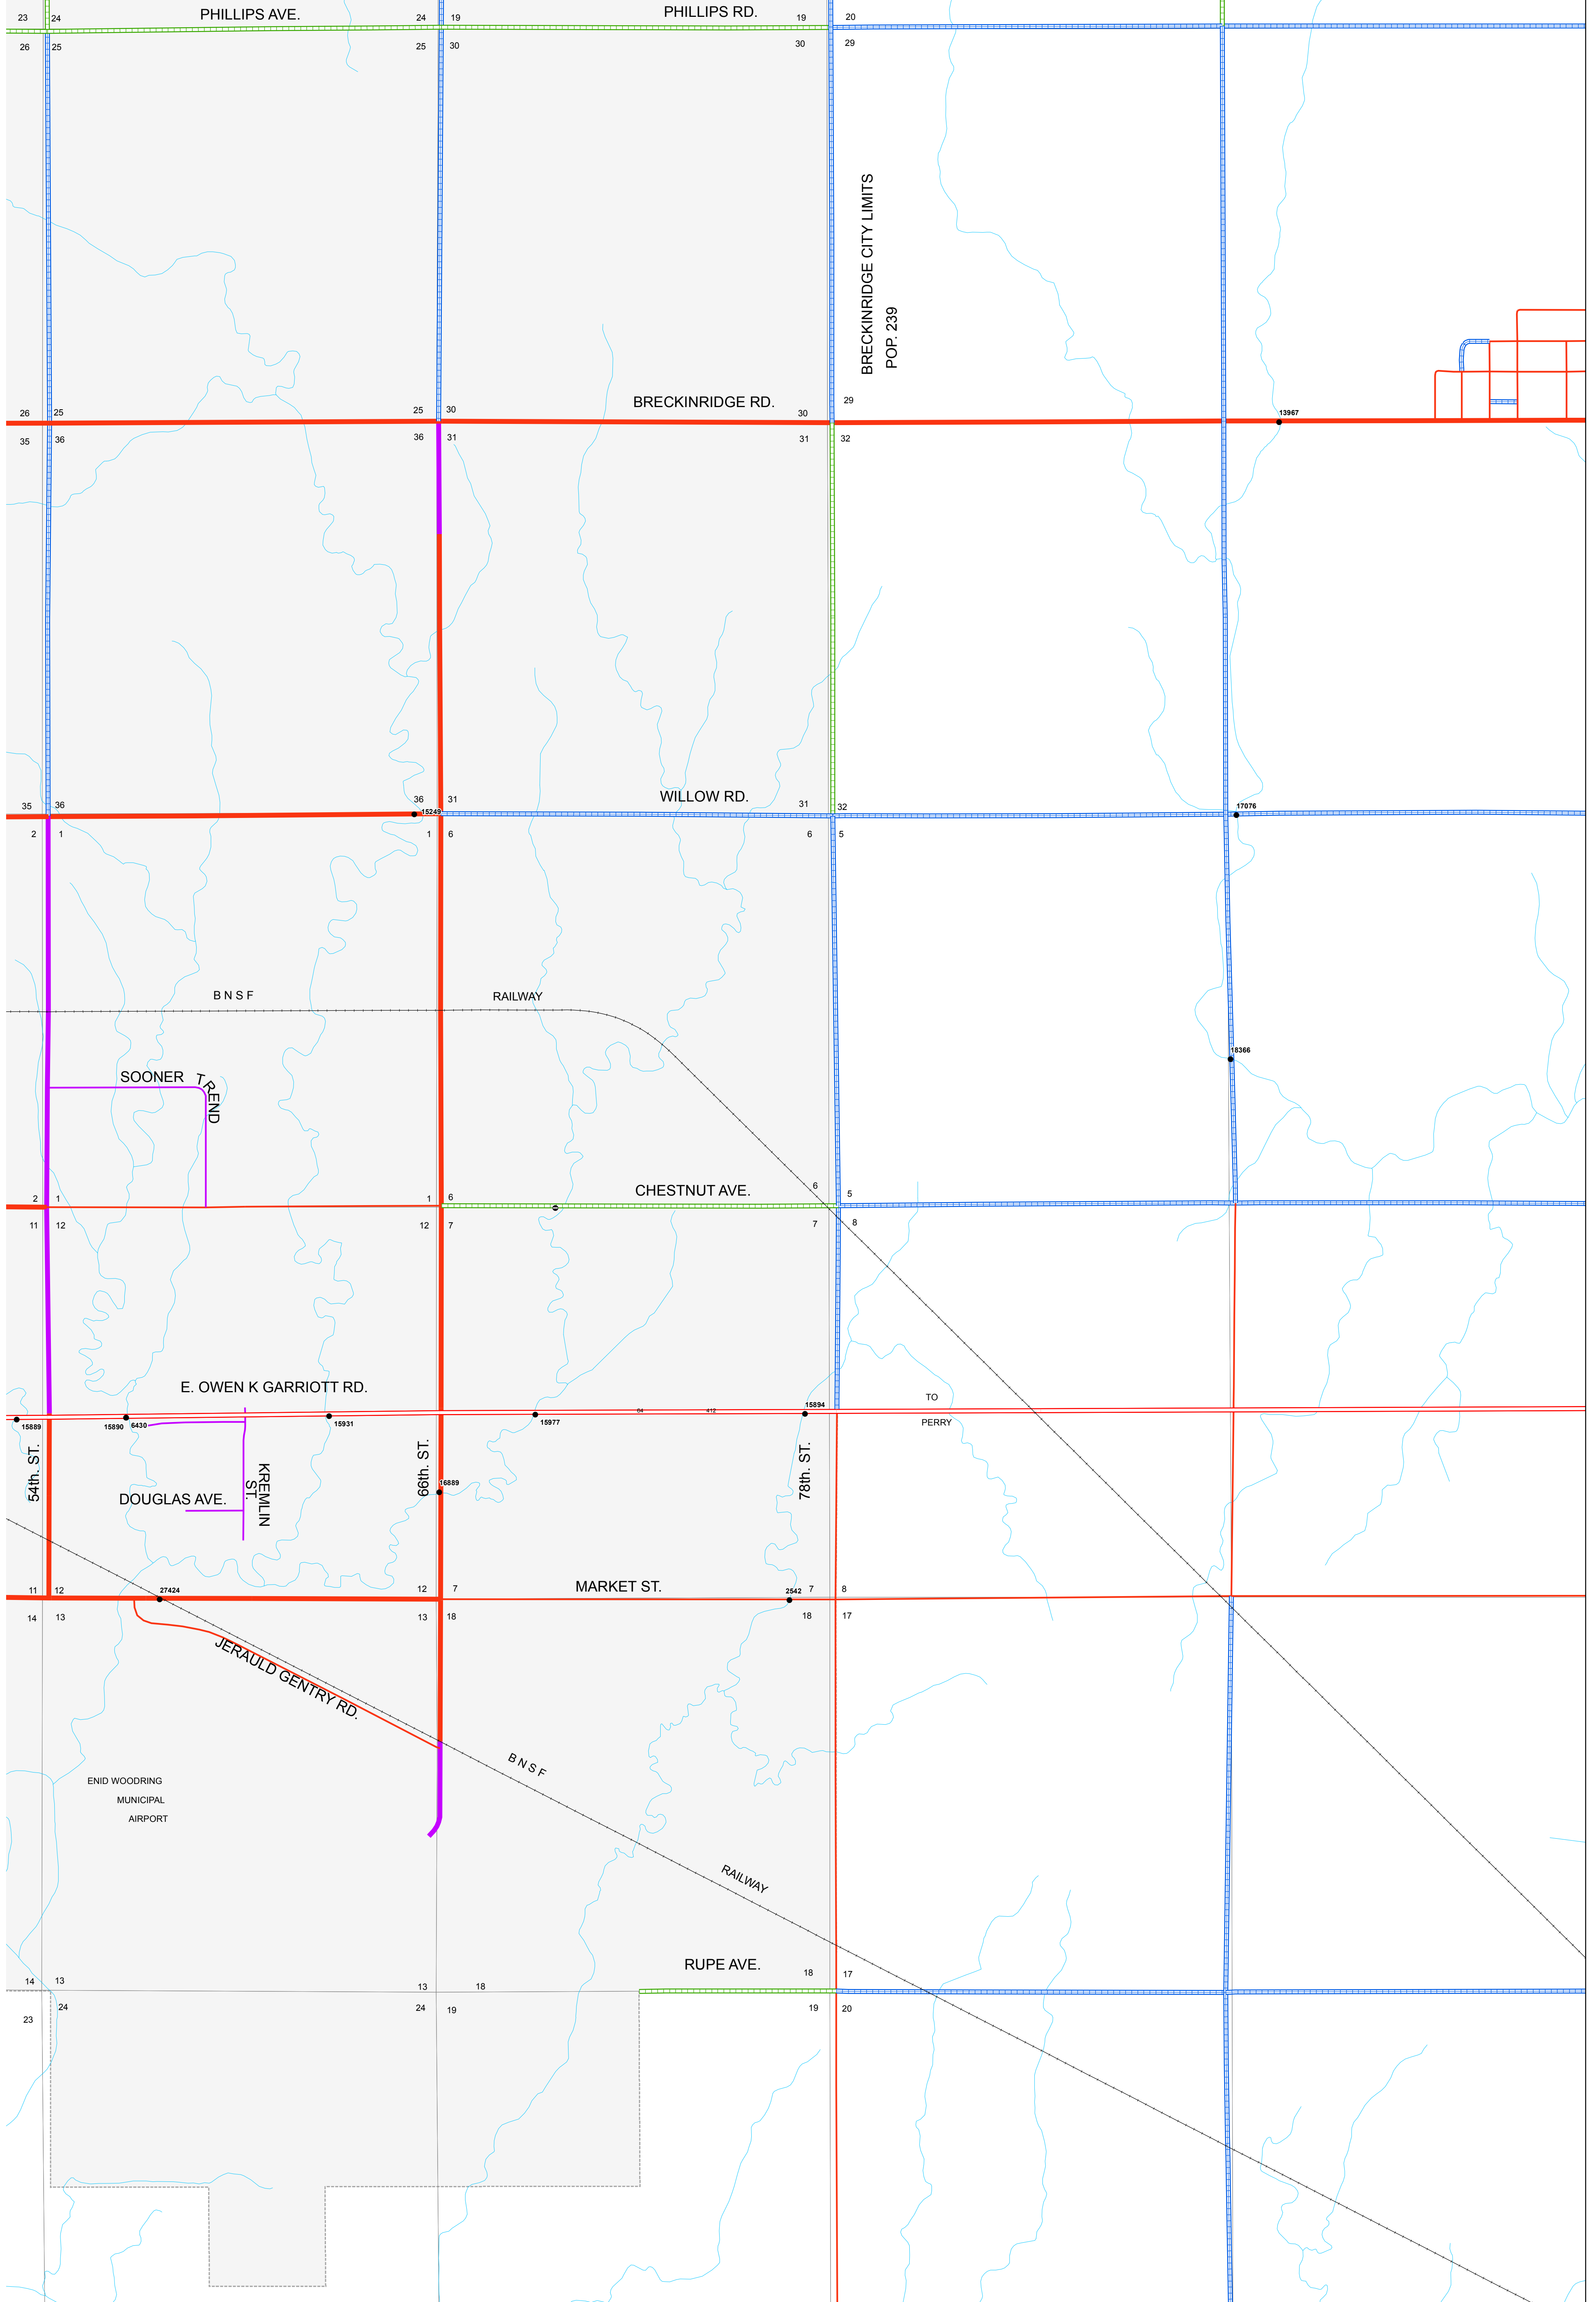 PHILLIPS AVE.
PHILLIPS RD.
23 24 24 19 19 20
26 25 25 30 30 29
BRECKINRIDGE CITY LIMITS
POP. 239
BRECKINRIDGE RD.
26 25 25 30 30 29
13967
35 36 36 31 31 32
WILLOW RD.
35 36 36 31 31 32
15249
17076
2 1 1 6 6 5
B N S F
RAILWAY
18366
SOONER TREND
CHESTNUT AVE.
2 1 1 6 6 5
11 12 12 7 7 8
E. OWEN K GARRIOTT RD.
TO
PERRY
64 412
15889
15890
6430
15931
15977
15894
54th. ST.
66th. ST.
78th. ST.
KREMLIN
ST.
DOUGLAS AVE.
16889
MARKET ST.
11 12 12 7 7 8
27424
2542
14 13 13 18 18 17
JERAULD GENTRY RD.
B N S F
RAILWAY
ENID WOODRING
MUNICIPAL
AIRPORT
RUPE AVE.
14 13 13 18 18 17
23 24 24 19 19 20